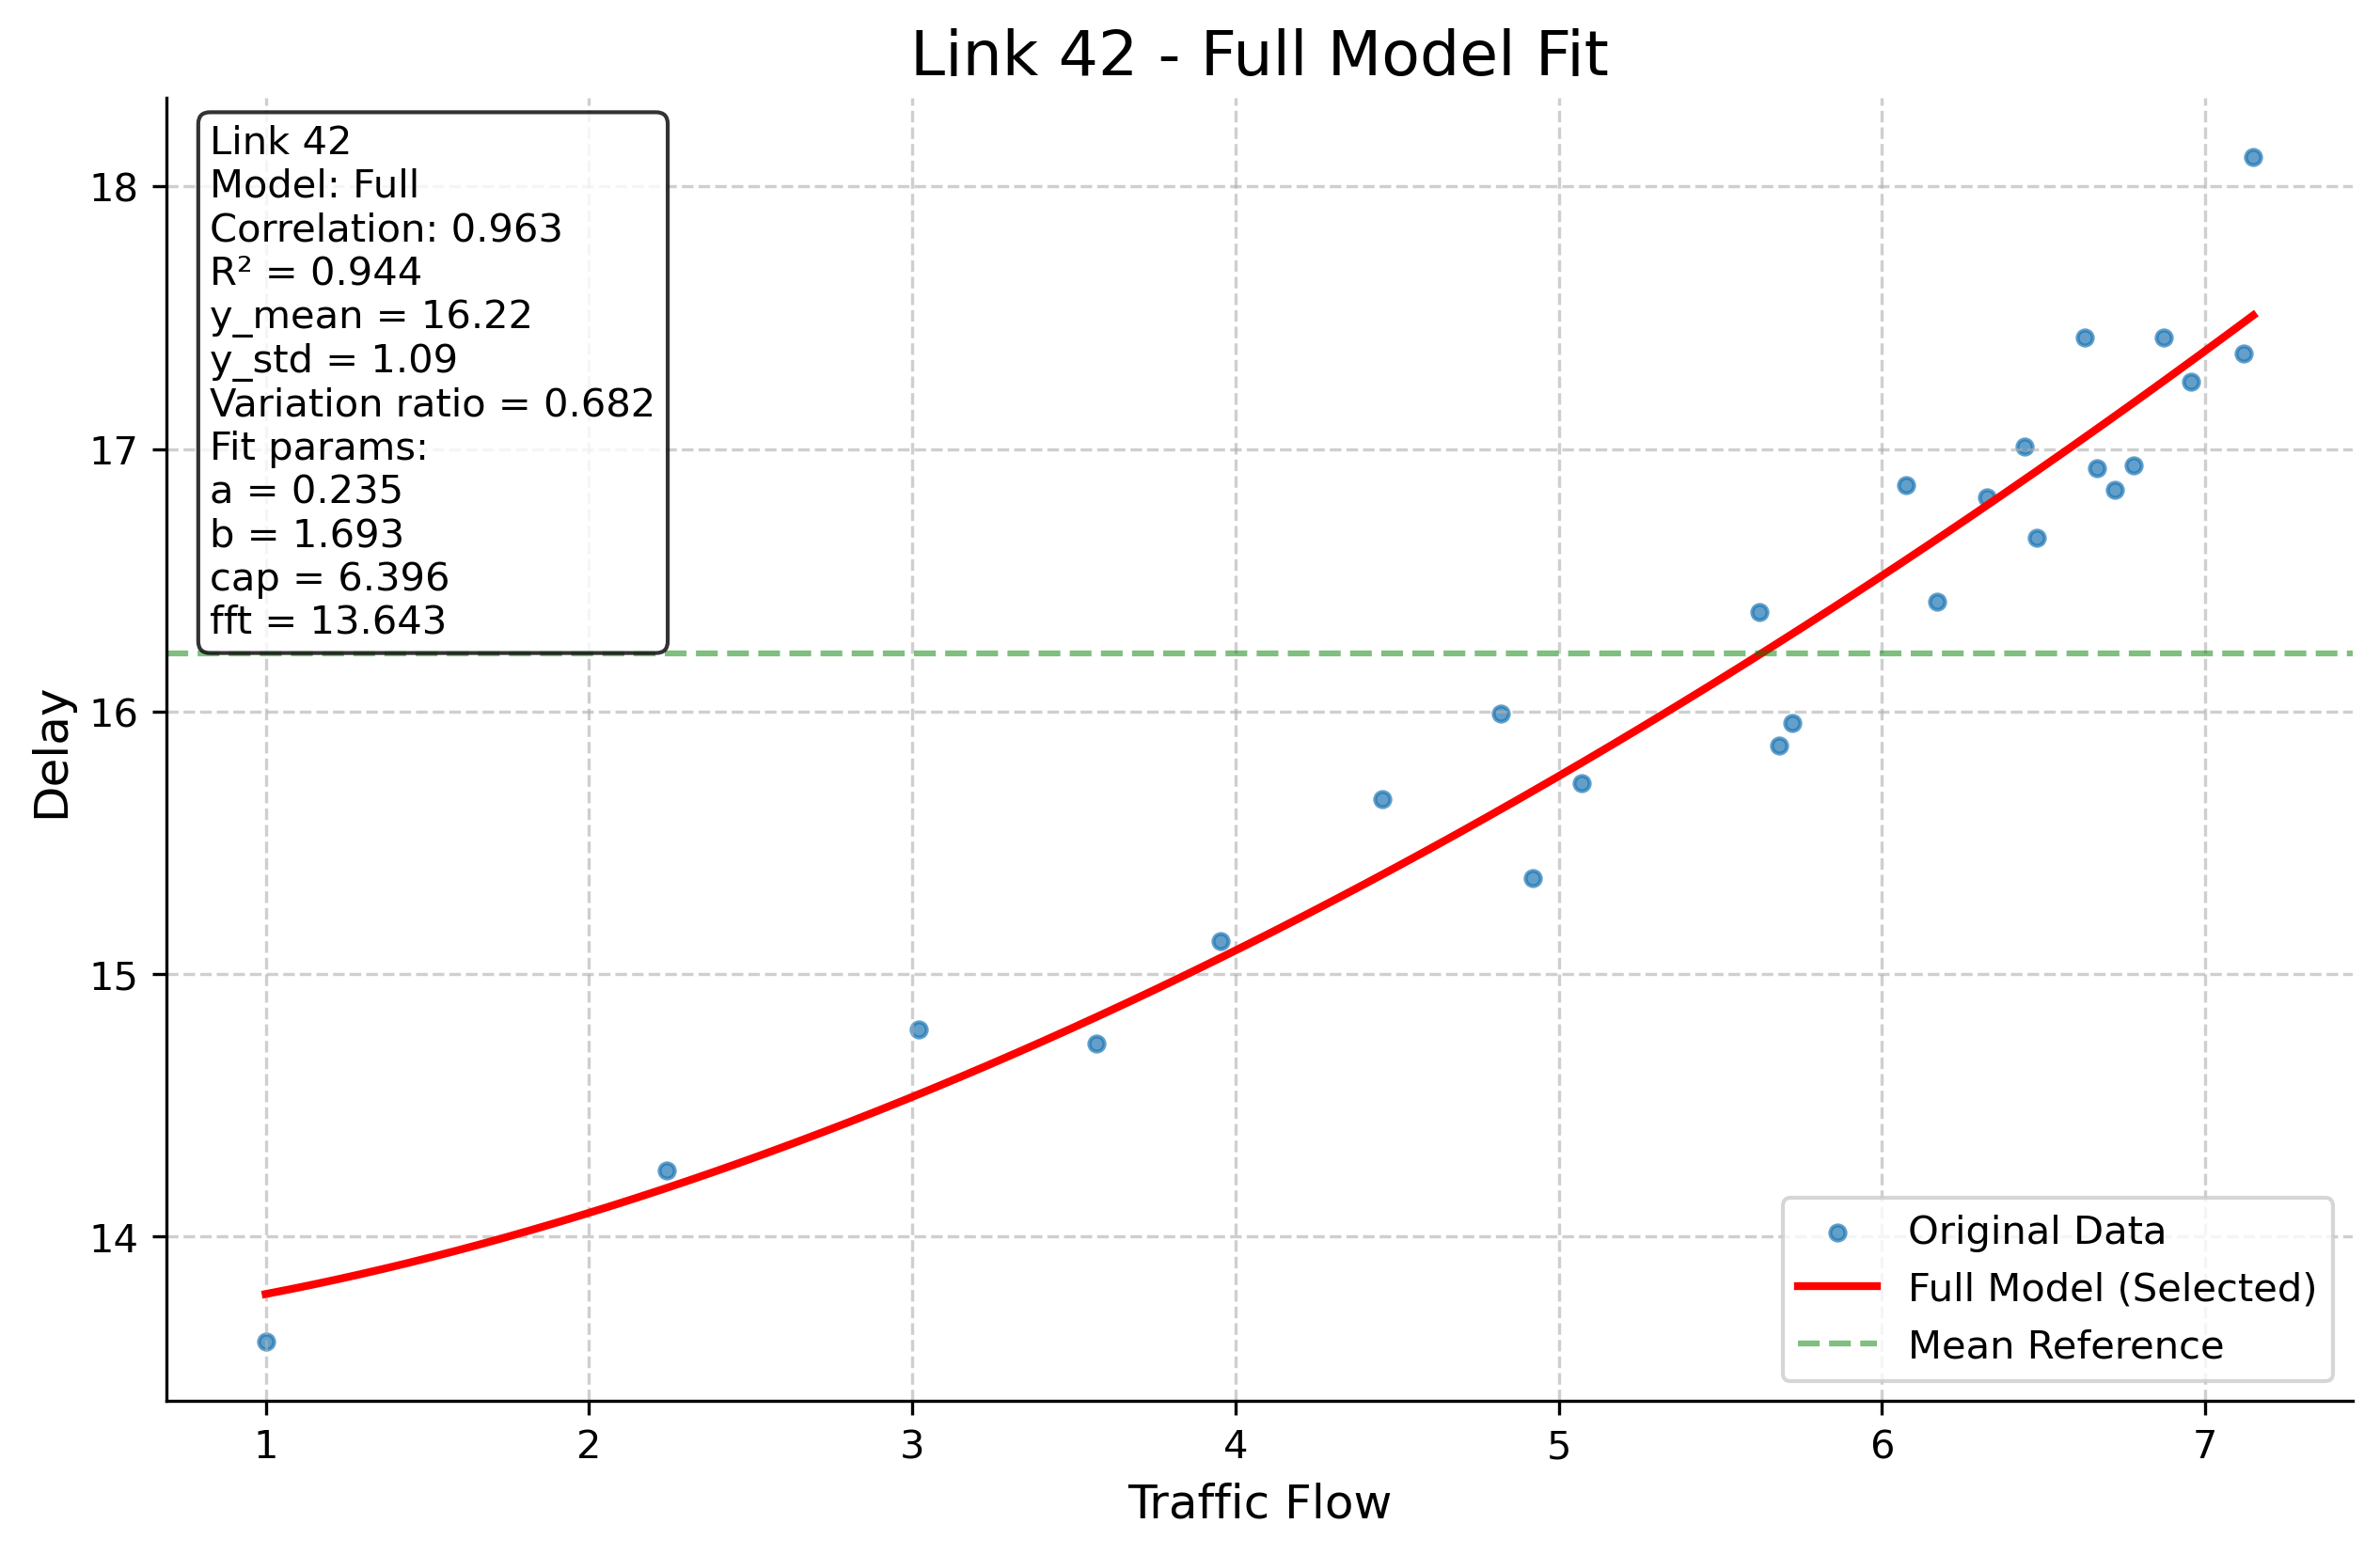 Link 42 - Full Model Fit
Link 42
Model: Full
Correlation: 0.963
R² = 0.944
y_mean = 16.22
y_std = 1.09
Variation ratio = 0.682
Fit params:
a = 0.235
b = 1.693
cap = 6.396
fft = 13.643
18
17
16
15
14
Delay
Original Data
Full Model (Selected)
Mean Reference
1 2 3 4 5 6 7
Traffic Flow